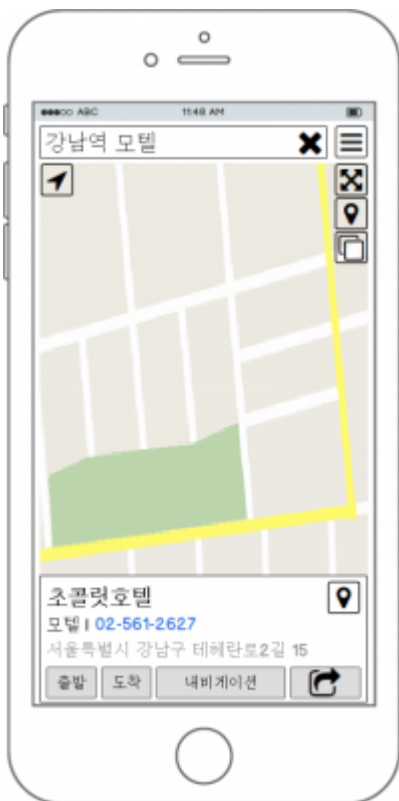 ABC 11:48 AM
강남역 모텔
초콜릿호텔
모텔 | 02-561-2627
서울특별시 강남구 테헤란로2길 15
출발 도착 내비게이션